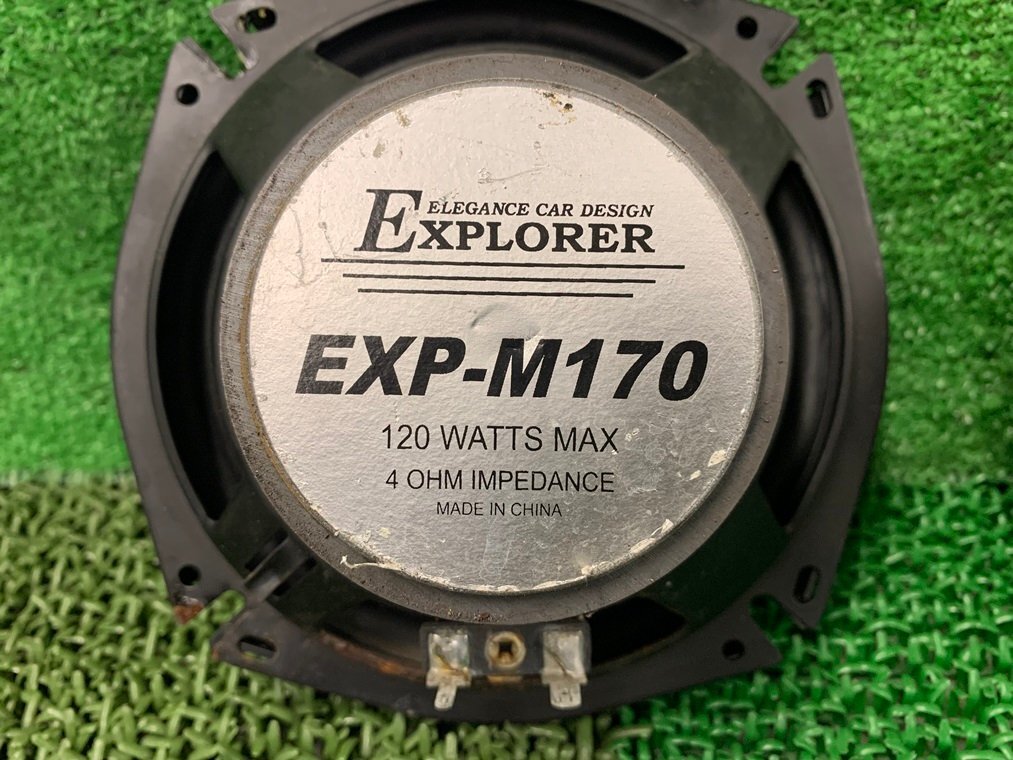 ELEGANCE CAR DESIGN
EXPLORER
EXP-M170
120 WATTS MAX
4 OHM IMPEDANCE
MADE IN CHINA